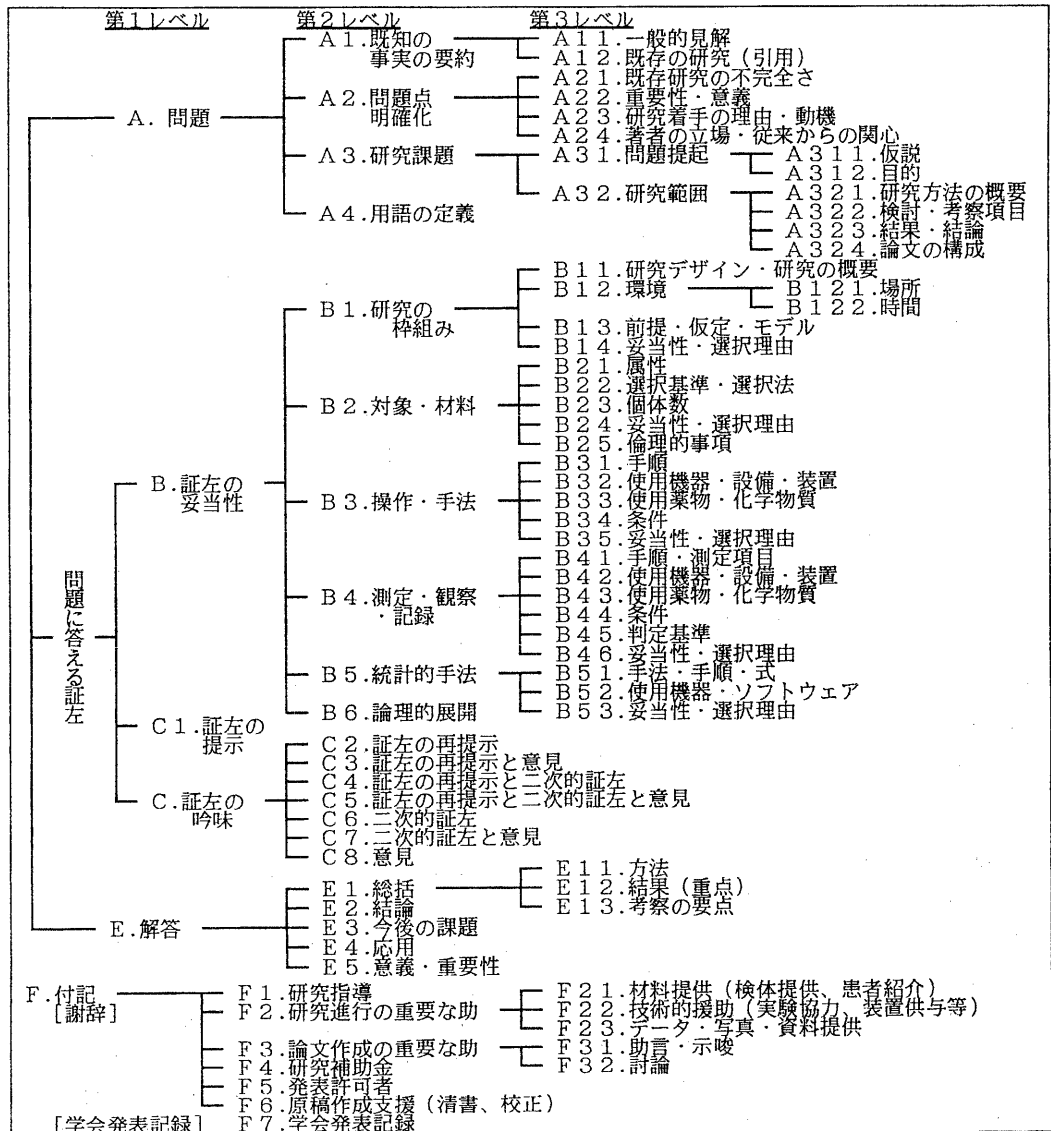 第１レベル 第２レベル 第３レベル
Ａ．問題
Ａ１．既知の
事実の要約
Ａ１１．一般的見解
Ａ１２．既存の研究（引用）
Ａ２．問題点
明確化
Ａ２１．既存研究の不完全さ
Ａ２２．重要性・意義
Ａ２３．研究着手の理由・動機
Ａ２４．著者の立場・従来からの関心
Ａ３．研究課題
Ａ３１．問題提起
Ａ３１１．仮説
Ａ３１２．目的
Ａ３２．研究範囲
Ａ３２１．研究方法の概要
Ａ３２２．検討・考察項目
Ａ３２３．結果・結論
Ａ３２４．論文の構成
Ａ４．用語の定義
問題に答える証左
Ｂ．証左の
妥当性
Ｂ１．研究の
枠組み
Ｂ１１．研究デザイン・研究の概要
Ｂ１２．環境
Ｂ１２１．場所
Ｂ１２２．時間
Ｂ１３．前提・仮定・モデル
Ｂ１４．妥当性・選択理由
Ｂ２．対象・材料
Ｂ２１．属性
Ｂ２２．選択基準・選択法
Ｂ２３．個体数
Ｂ２４．妥当性・選択理由
Ｂ２５．倫理的事項
Ｂ３．操作・手法
Ｂ３１．手順
Ｂ３２．使用機器・設備・装置
Ｂ３３．使用薬物・化学物質
Ｂ３４．条件
Ｂ３５．妥当性・選択理由
Ｂ４．測定・観察
・記録
Ｂ４１．手順・測定項目
Ｂ４２．使用機器・設備・装置
Ｂ４３．使用薬物・化学物質
Ｂ４４．条件
Ｂ４５．判定基準
Ｂ４６．妥当性・選択理由
Ｂ５．統計的手法
Ｂ５１．手法・手順・式
Ｂ５２．使用機器・ソフトウェア
Ｂ５３．妥当性・選択理由
Ｂ６．論理的展開
Ｃ１．証左の
提示
Ｃ．証左の
吟味
Ｃ２．証左の再提示
Ｃ３．証左の再提示と意見
Ｃ４．証左の再提示と二次的証左
Ｃ５．証左の再提示と二次的証左と意見
Ｃ６．二次的証左
Ｃ７．二次的証左と意見
Ｃ８．意見
Ｅ．解答
Ｅ１．総括
Ｅ１１．方法
Ｅ１２．結果（重点）
Ｅ１３．考察の要点
Ｅ２．結論
Ｅ３．今後の課題
Ｅ４．応用
Ｅ５．意義・重要性
Ｆ．付記
［謝辞］
Ｆ１．研究指導
Ｆ２．研究進行の重要な助
Ｆ２１．材料提供（検体提供、患者紹介）
Ｆ２２．技術的援助（実験協力、装置供与等）
Ｆ２３．データ・写真・資料提供
Ｆ３．論文作成の重要な助
Ｆ３１．助言・示唆
Ｆ３２．討論
Ｆ４．研究補助金
Ｆ５．発表許可者
Ｆ６．原稿作成支援（清書、校正）
［学会発表記録］ Ｆ７．学会発表記録